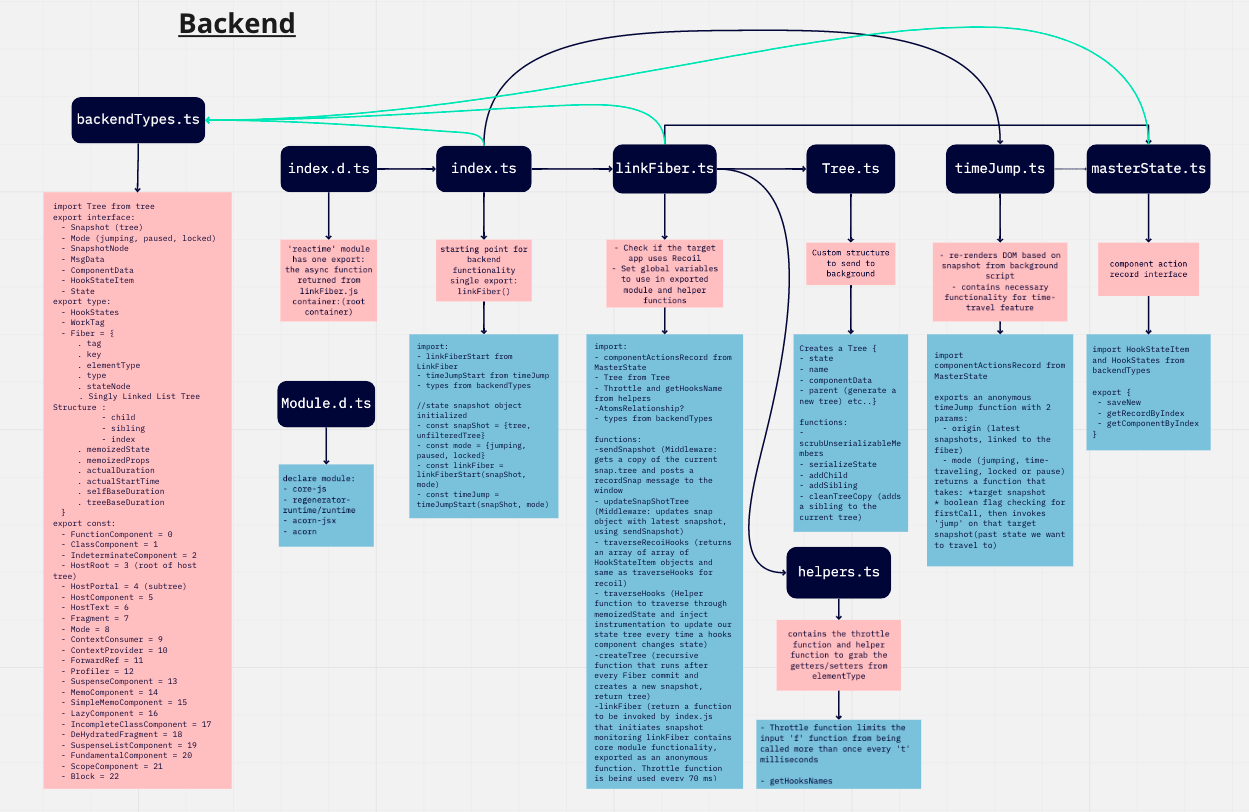 Backend
backendTypes.ts
import Tree from tree
export interface:
- Snapshot (tree)
- Mode (jumping, paused, locked)
- SnapshotNode
- MsgData
- ComponentData
- HookStateItem
- State
export type:
- HookStates
- WorkTag
- Fiber = {
. tag
. key
. elementType
. type
. stateNode
. Singly Linked List Tree
Structure :
- child
- sibling
- index
. memoizedState
. memoizedProps
. actualDuration
. actualStartTime
. selfBaseDuration
. treeBaseDuration
}
export const:
- FunctionComponent = 0
- ClassComponent = 1
- IndeterminateComponent = 2
- HostRoot = 3 (root of host
tree)
- HostPortal = 4 (subtree)
- HostComponent = 5
- HostText = 6
- Fragment = 7
- Mode = 8
- ContextConsumer = 9
- ContextProvider = 10
- ForwardRef = 11
- Profiler = 12
- SuspenseComponent = 13
- MemoComponent = 14
- SimpleMemoComponent = 15
- LazyComponent = 16
- IncompleteClassComponent = 17
- DeHydratedFragment = 18
- SuspenseListComponent = 19
- FundamentalComponent = 20
- ScopeComponent = 21
- Block = 22
index.d.ts
'reactime' module
has one export:
the async function
returned from
linkFiber.js
container:(root
container)
Module.d.ts
declare module:
- core-js
- regenerator-
runtime/runtime
- acorn-jsx
- acorn
index.ts
starting point for
backend
functionality
single export:
linkFiber()
import:
- linkFiberStart from
LinkFiber
- timeJumpStart from timeJump
- types from backendTypes
//state snapshot object
initialized
- const snapShot = {tree,
unfilteredTree}
- const mode = {jumping,
paused, locked}
- const linkFiber =
linkFiberStart(snapShot,
mode)
- const timeJump =
timeJumpStart(snapShot, mode)
linkFiber.ts
- Check if the target
app uses Recoil
- Set global variables
to use in exported
module and helper
functions
import:
- componentActionsRecord from
MasterState
- Tree from Tree
- Throttle and getHooksName
from helpers
-AtomsRelationship?
- types from backendTypes
functions:
-sendSnapshot (Middleware:
gets a copy of the current
snap.tree and posts a
recordSnap message to the
window
- updateSnapShotTree
(Middleware: updates snap
object with latest snapshot,
using sendSnapshot)
- traverseRecoiHooks (returns
an array of array of
HookStateItem objects and
same as traverseHooks for
recoil)
- traverseHooks (Helper
function to traverse through
memoizedState and inject
instrumentation to update our
state tree every time a hooks
component changes state)
-createTree (recursive
function that runs after
every Fiber commit and
creates a new snapshot,
return tree)
-linkFiber (return a function
to be invoked by index.js
that initiates snapshot
monitoring linkFiber contains
core module functionality,
exported as an anonymous
function. Throttle function
is being used every 70 ms)
Tree.ts
Custom structure
to send to
background
Creates a Tree {
- state
- name
- componentData
- parent (generate a
new tree) etc..}
functions:
-
scrubUnserializableMe
mbers
- serializeState
- addChild
- addSibling
- cleanTreeCopy (adds
a sibling to the
current tree)
helpers.ts
contains the throttle
function and helper
function to grab the
getters/setters from
elementType
- Throttle function limits the
input 'f' function from being
called more than once every 't'
milliseconds
- getHooksNames
timeJump.ts
- re-renders DOM based on
snapshot from background
script
- contains necessary
functionality for time-
travel feature
import
componentActionsRecord from
MasterState
exports an anonymous
timeJump function with 2
params:
- origin (latest
snapshots, linked to the
fiber)
- mode (jumping, time-
traveling, locked or pause)
returns a function that
takes: *target snapshot
* boolean flag checking for
firstCall, then invokes
'jump' on that target
snapshot(past state we want
to travel to)
masterState.ts
component action
record interface
import HookStateItem
and HookStates from
backendTypes
export {
- saveNew
- getRecordByIndex
- getComponentByIndex
}